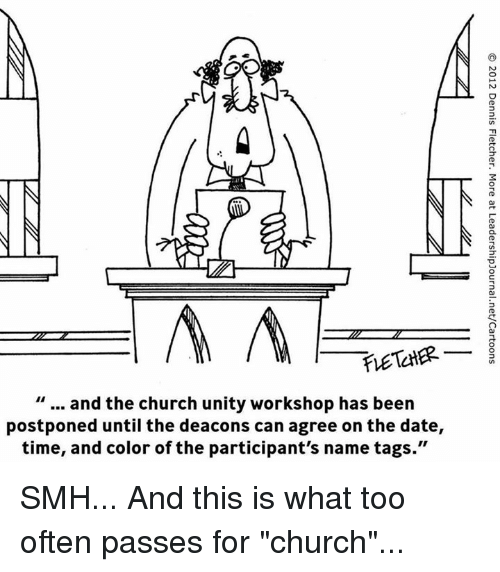 © 2012 Dennis Fletcher. More at LeadershipJournal.net/Cartoons
FLETCHER
" ... and the church unity workshop has been
postponed until the deacons can agree on the date,
time, and color of the participant's name tags."
SMH... And this is what too
often passes for "church"...